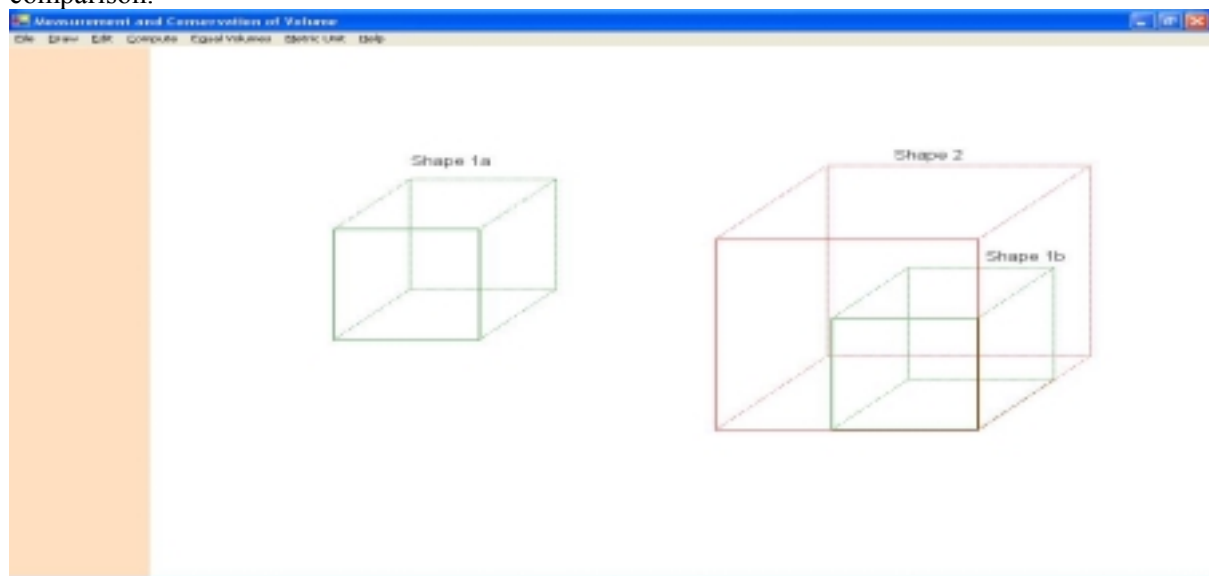 comparison.
Measurement and Conservation of Volume
File Draw Edit Compute Equal Volumes Metric Unit Help
Shape 1a
Shape 2
Shape 1b